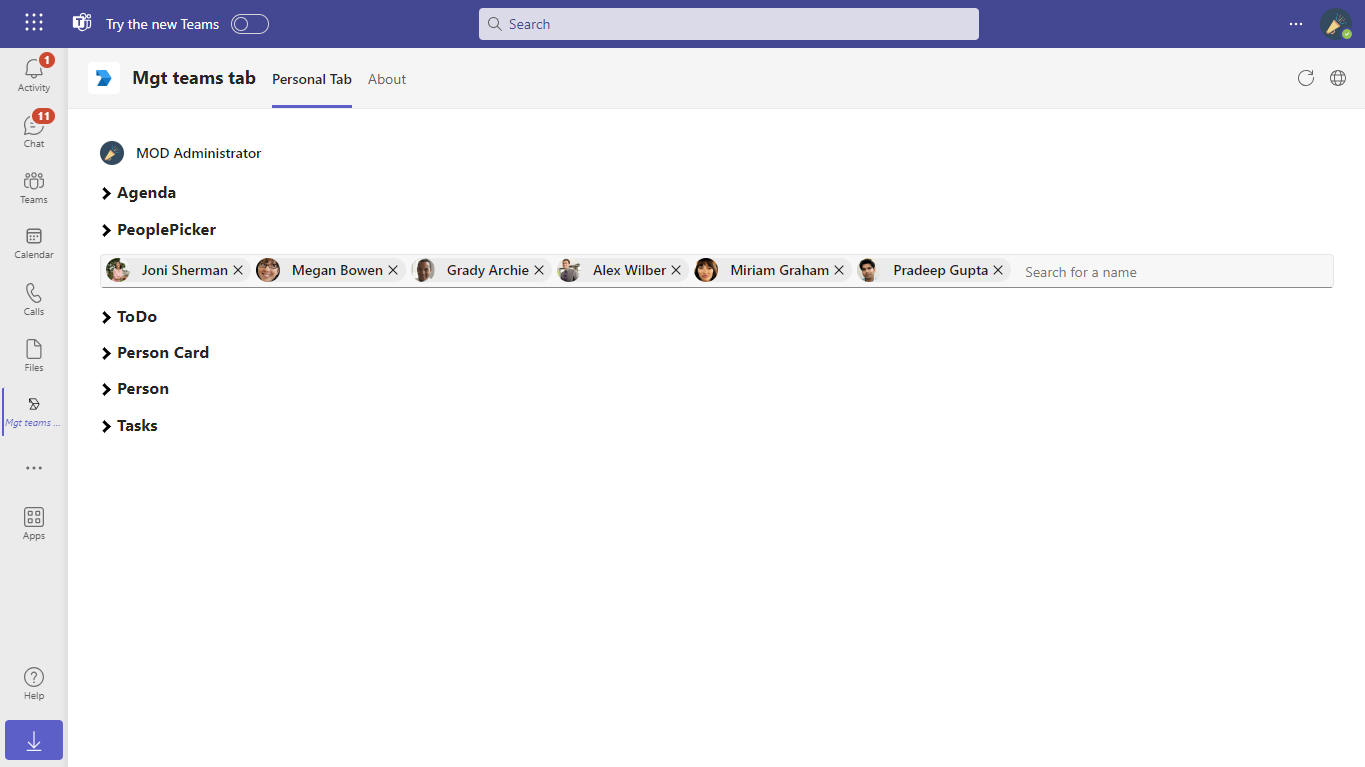 Try the new Teams
Search
1
Activity
11
Chat
Teams
Calendar
Calls
Files
Mgt teams ...
Apps
Help
Mgt teams tab
Personal Tab
About
MOD Administrator
Agenda
PeoplePicker
Joni Sherman Megan Bowen Grady Archie Alex Wilber Miriam Graham Pradeep Gupta Search for a name
ToDo
Person Card
Person
Tasks